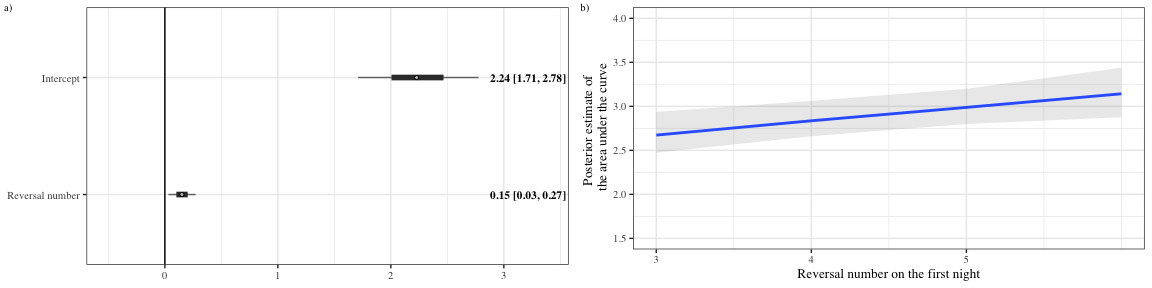 a)
Intercept
2.24 [1.71, 2.78]
Reversal number
0.15 [0.03, 0.27]
0
1
2
3
b)
Posterior estimate of
the area under the curve
4.0
3.5
3.0
2.5
2.0
1.5
3
4
5
Reversal number on the first night